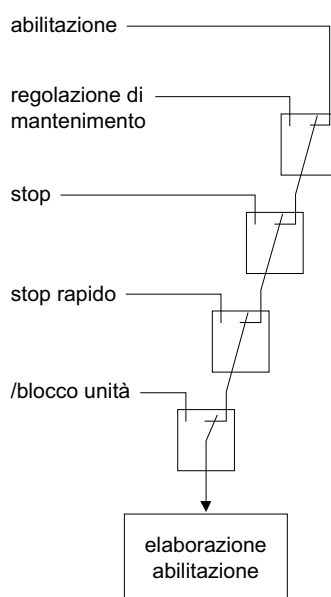 abilitazione
regolazione di
mantenimento
stop
stop rapido
/blocco unità
elaborazione
abilitazione